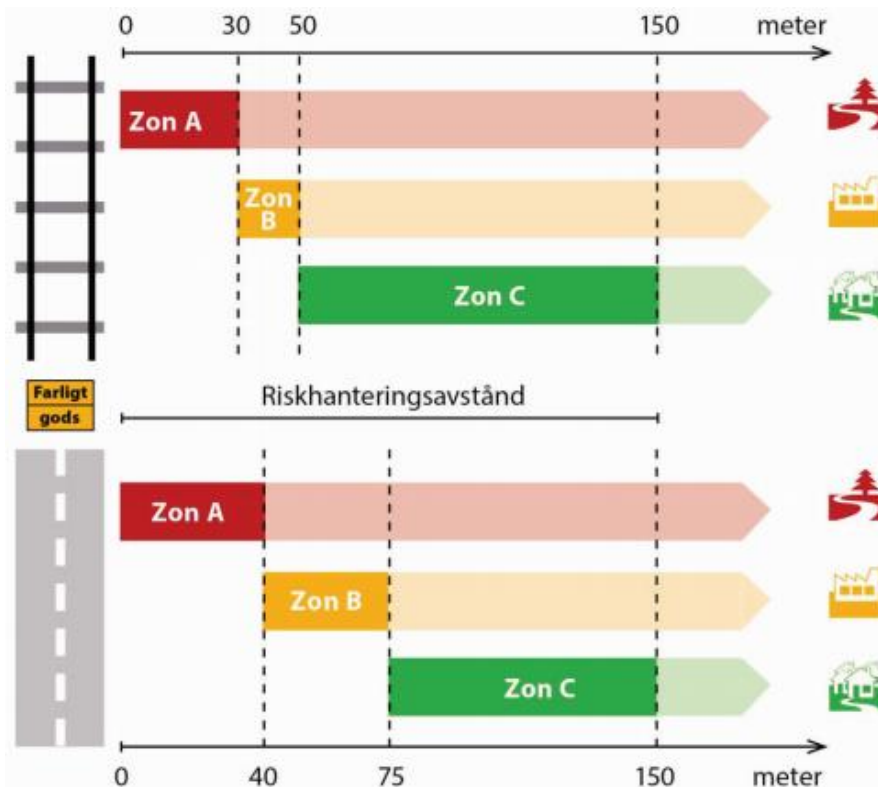 0 30 50 150 meter
Zon A
Zon
B
Zon C
Farligt
gods
Riskhanteringsavstånd
Zon A
Zon B
Zon C
0 40 75 150 meter